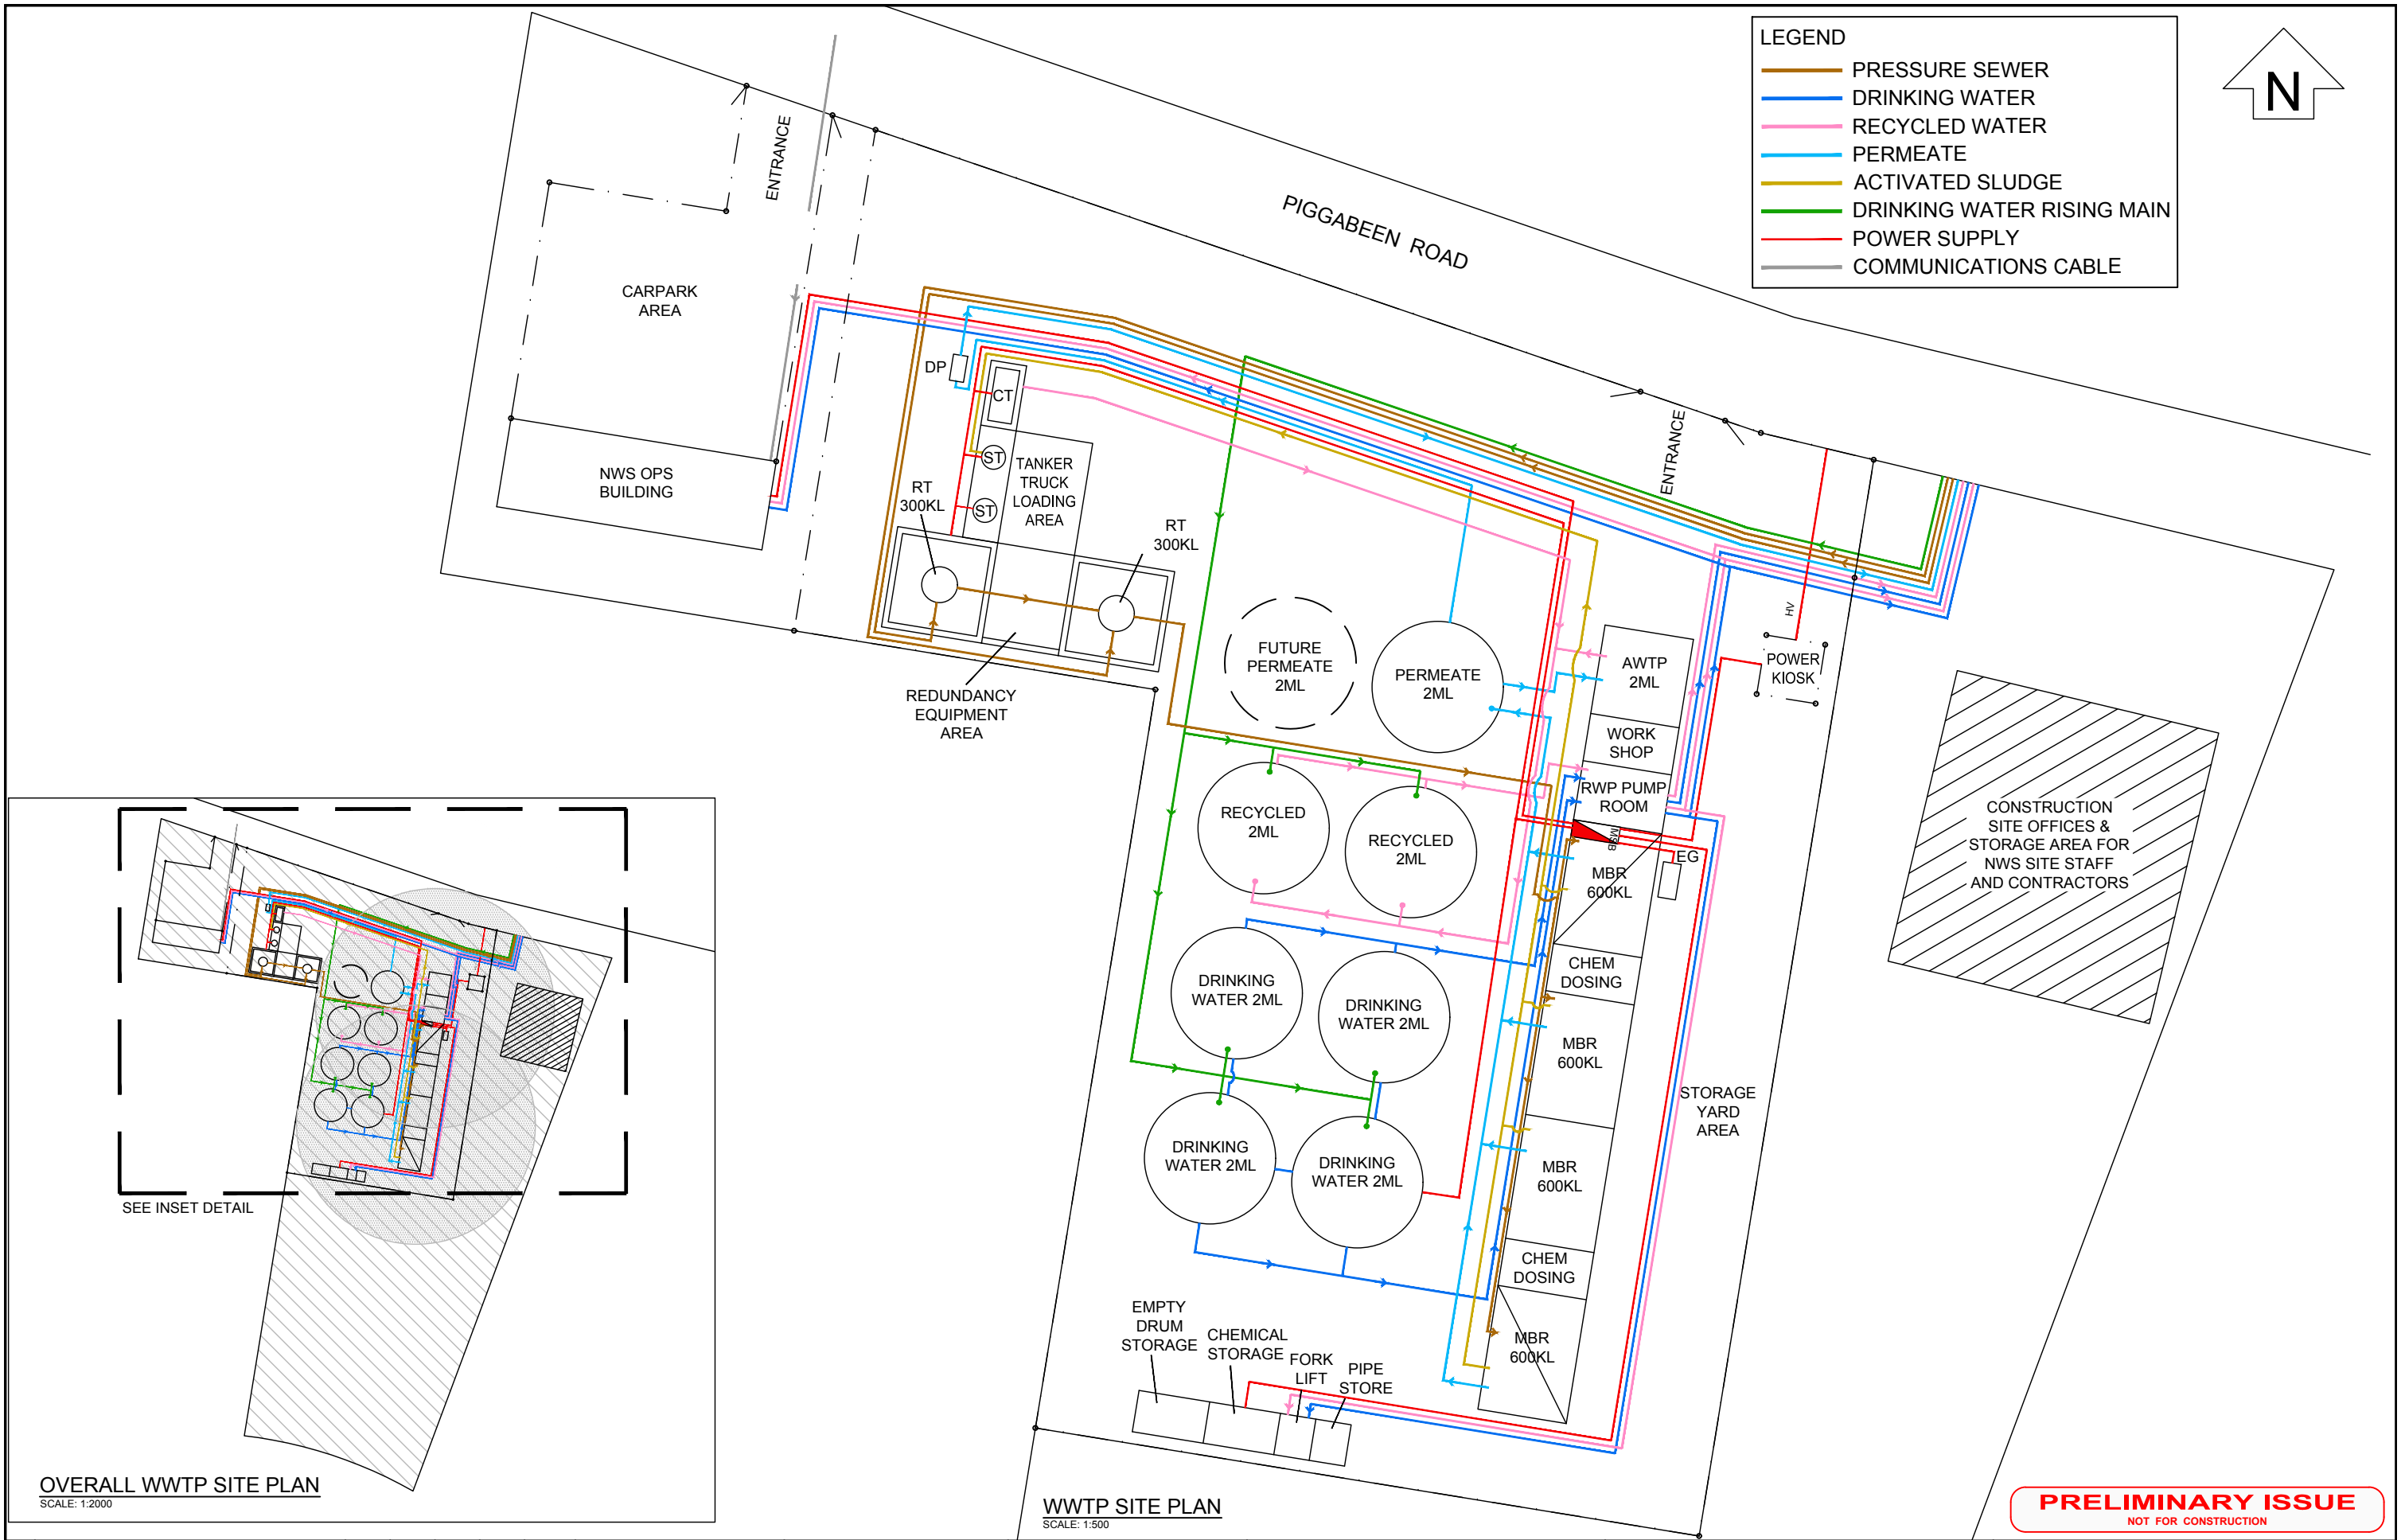 LEGEND
PRESSURE SEWER
DRINKING WATER
RECYCLED WATER
PERMEATE
ACTIVATED SLUDGE
DRINKING WATER RISING MAIN
POWER SUPPLY
COMMUNICATIONS CABLE
N
ENTRANCE
PIGGABEEN ROAD
CARPARK
AREA
NWS OPS
BUILDING
DP
CT
ST
ST
TANKER
TRUCK
LOADING
AREA
RT
300KL
RT
300KL
REDUNDANCY
EQUIPMENT
AREA
ENTRANCE
HV
POWER
KIOSK
FUTURE
PERMEATE
2ML
PERMEATE
2ML
AWTP
2ML
WORK
SHOP
RWP PUMP
ROOM
MSB
EG
RECYCLED
2ML
RECYCLED
2ML
MBR
600KL
CHEM
DOSING
DRINKING
WATER 2ML
DRINKING
WATER 2ML
MBR
600KL
DRINKING
WATER 2ML
DRINKING
WATER 2ML
MBR
600KL
CHEM
DOSING
MBR
600KL
STORAGE
YARD
AREA
CONSTRUCTION
SITE OFFICES &
STORAGE AREA FOR
NWS SITE STAFF
AND CONTRACTORS
EMPTY
DRUM
STORAGE
CHEMICAL
STORAGE
FORK
LIFT
PIPE
STORE
SEE INSET DETAIL
OVERALL WWTP SITE PLAN
SCALE: 1:2000
WWTP SITE PLAN
SCALE: 1:500
PRELIMINARY ISSUE
NOT FOR CONSTRUCTION